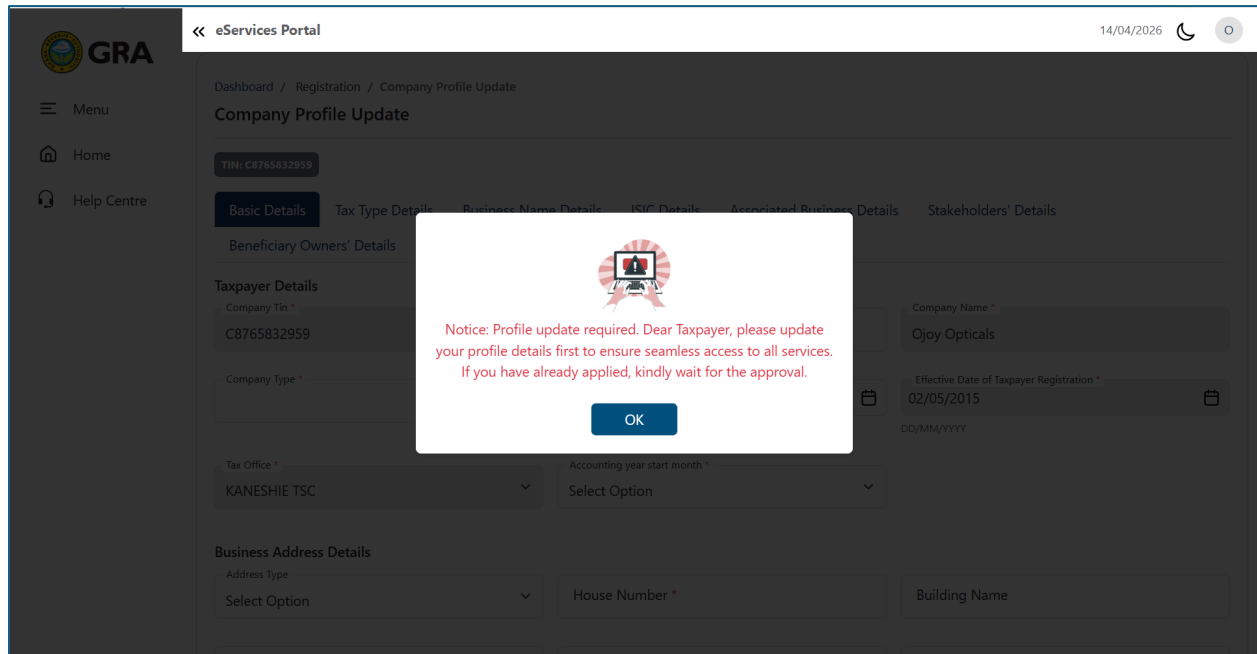 GRA
eServices Portal
14/04/2026
O
Menu
Home
Help Centre
Dashboard / Registration / Company Profile Update
Company Profile Update
TIN: C8765832959
Basic Details Tax Type Details Business Name Details ISIC Details Associated Business Details Stakeholders' Details
Beneficiary Owners' Details
Notice: Profile update required. Dear Taxpayer, please update
your profile details first to ensure seamless access to all services.
If you have already applied, kindly wait for the approval.
OK
Taxpayer Details
Company Tin *
C8765832959
Company Name *
Ojoy Opticals
Company Type *
Effective Date of Taxpayer Registration *
02/05/2015
DD/MM/YYYY
Tax Office *
KANESHIE TSC
Accounting year start month *
Select Option
Business Address Details
Address Type
Select Option
House Number *
Building Name